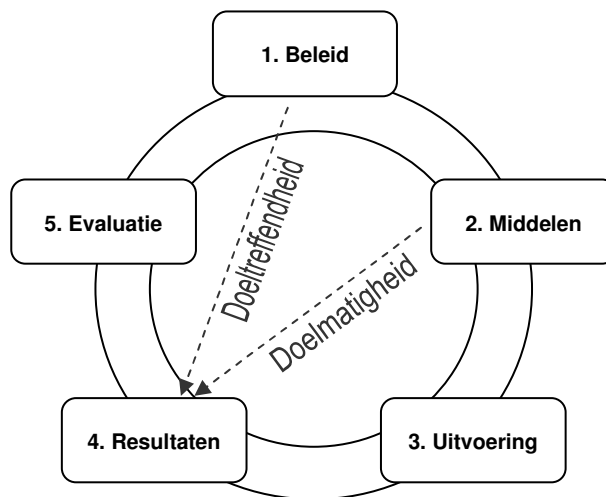 1. Beleid
5. Evaluatie
2. Middelen
Doeltreffendheid
Doelmatigheid
4. Resultaten
3. Uitvoering